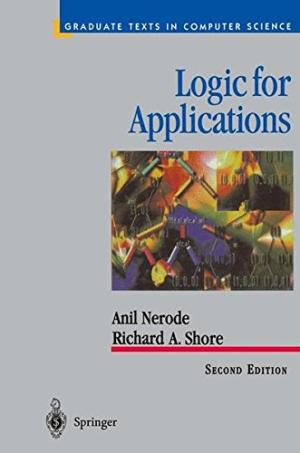 GRADUATE TEXTS IN COMPUTER SCIENCE
Logic for
Applications
Anil Nerode
Richard A. Shore
SECOND EDITION
Springer